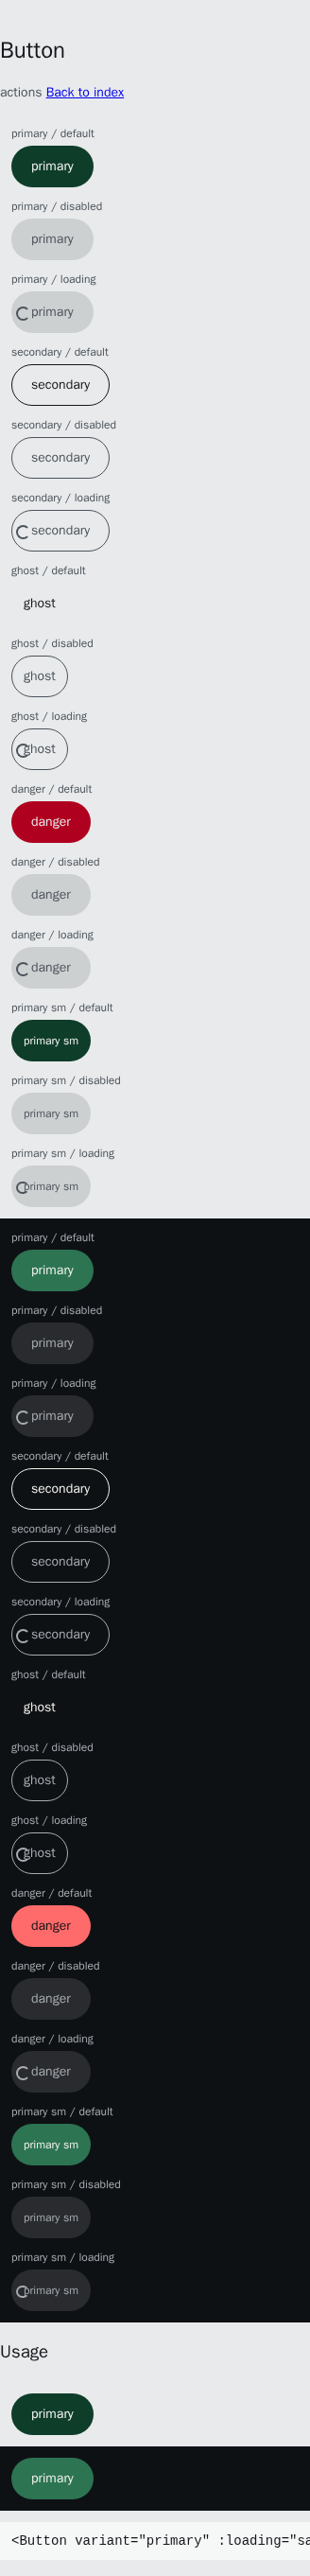 Button
actions Back to index
primary / default
primary
primary / disabled
primary
primary / loading
primary
secondary / default
secondary
secondary / disabled
secondary
secondary / loading
secondary
ghost / default
ghost
ghost / disabled
ghost
ghost / loading
ghost
danger / default
danger
danger / disabled
danger
danger / loading
danger
primary sm / default
primary sm
primary sm / disabled
primary sm
primary sm / loading
primary sm
primary / default
primary
primary / disabled
primary
primary / loading
primary
secondary / default
secondary
secondary / disabled
secondary
secondary / loading
secondary
ghost / default
ghost
ghost / disabled
ghost
ghost / loading
ghost
danger / default
danger
danger / disabled
danger
danger / loading
danger
primary sm / default
primary sm
primary sm / disabled
primary sm
primary sm / loading
primary sm
Usage
primary
primary
<Button variant="primary" :loading="sa